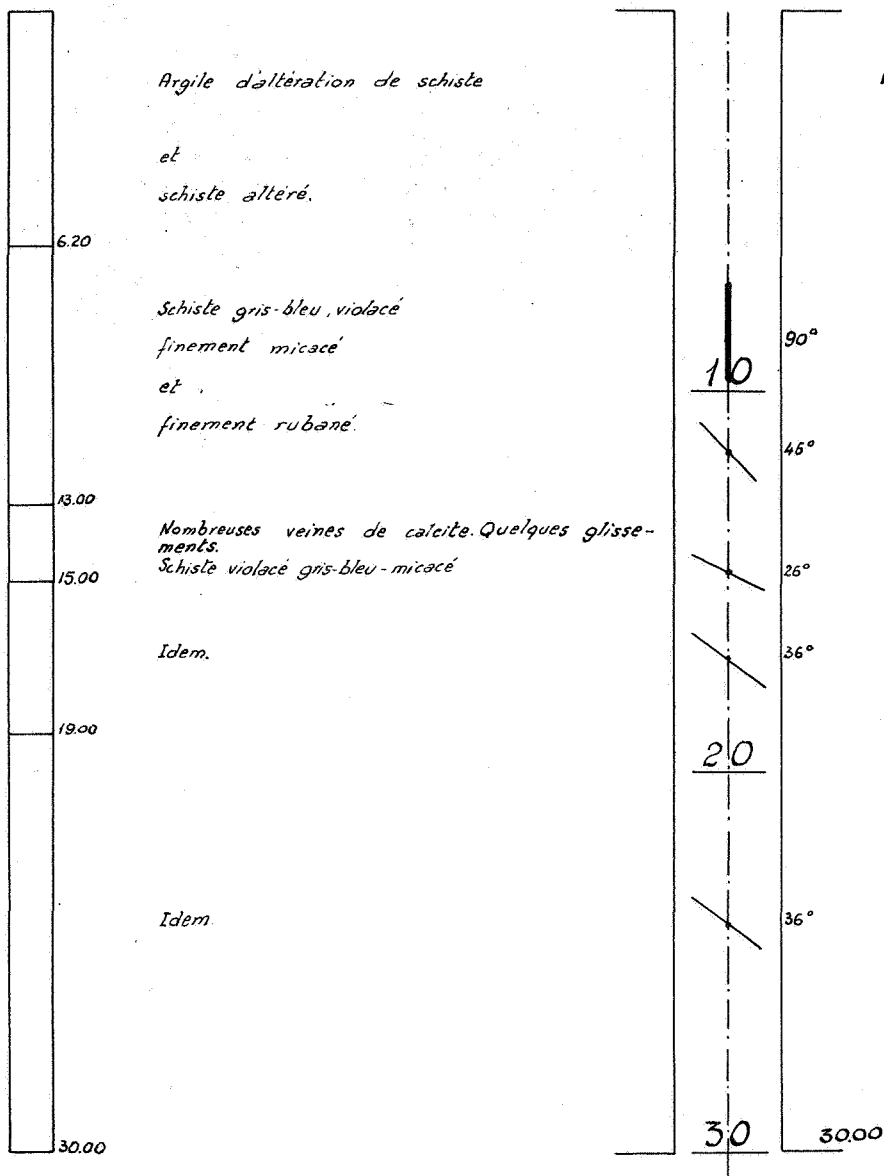 Argile d'altération de schiste
et
schiste altéré.
6.20
Schiste gris-bleu, violacé
finement micacé
et.
finement rubané.
13.00
Nombreuses veines de calcite. Quelques glisse-
ments.
Schiste violacé gris-bleu-micacé
15.00
Idem.
19.00
Idem
30.00
90°
10
45°
26°
36°
20
36°
30
30.00